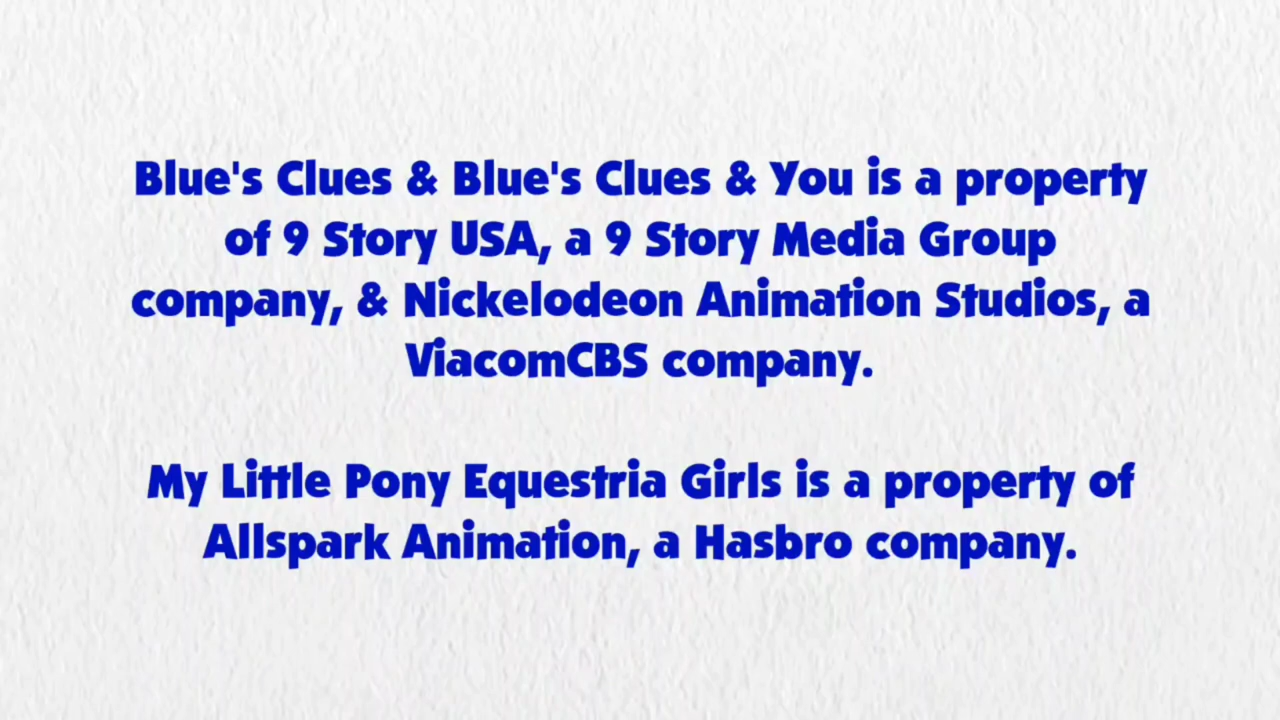 Blue's Clues & Blue's Clues & You is a property
of 9 Story USA, a 9 Story Media Group
company, & Nickelodeon Animation Studios, a
ViacomCBS company.
My Little Pony Equestria Girls is a property of
Allspark Animation, a Hasbro company.